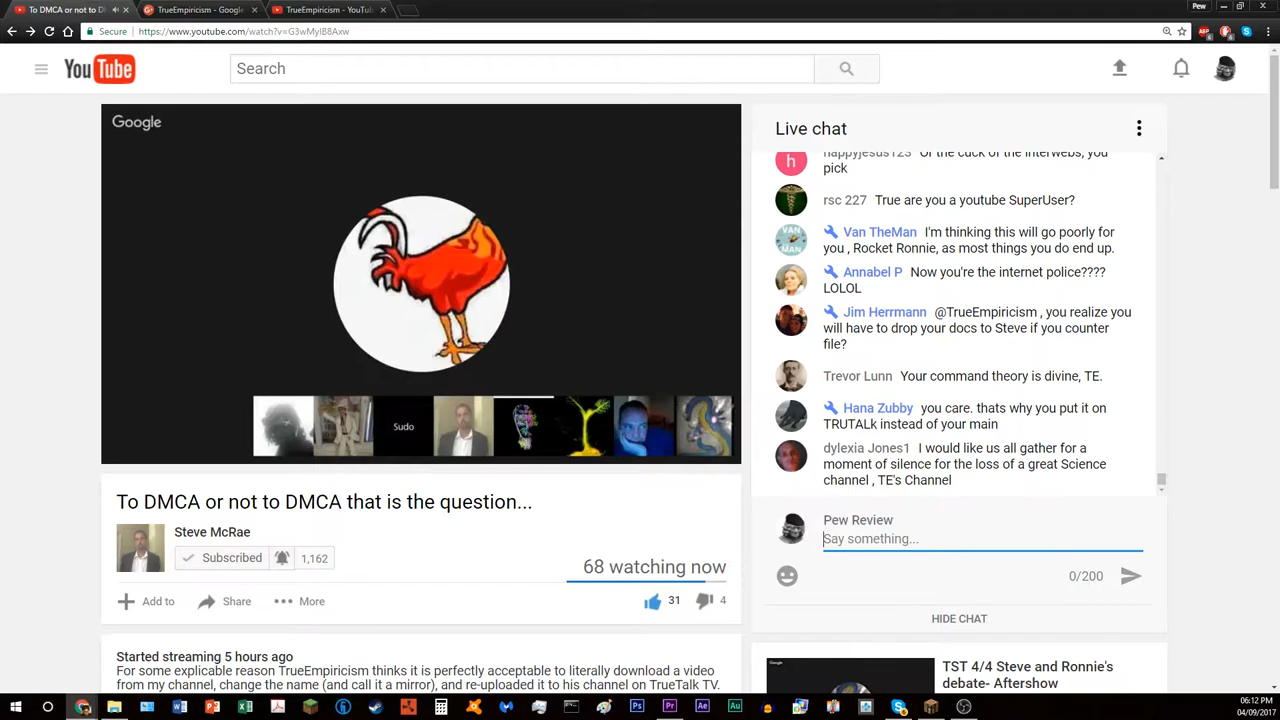 To DMCA or not to D
TrueEmpiricism - Google
TrueEmpiricism - YouTu
Pew
Secure
https://www.youtube.com/watch?v=G3wMyIB8Axw
YouTube
Search
Google
Sudo
Live chat
happyjesus123 Or the cuck of the interwebs, you
pick
rsc 227 True are you a youtube SuperUser?
Van TheMan I'm thinking this will go poorly for
you , Rocket Ronnie, as most things you do end up.
Annabel P Now you're the internet police????
LOLOL
Jim Herrmann @TrueEmpiricism , you realize you
will have to drop your docs to Steve if you counter
file?
Trevor Lunn Your command theory is divine, TE.
Hana Zubby you care. thats why you put it on
TRUTALk instead of your main
dylexia Jones1 I would like us all gather for a
moment of silence for the loss of a great Science
channel , TE's Channel
Pew Review
Say something...
0/200
HIDE CHAT
To DMCA or not to DMCA that is the question...
Steve McRae
Subscribed 1,162
68 watching now
Add to Share More 31 4
Started streaming 5 hours ago
For some explicable reason TrueEmpiricism thinks it is perfectly acceptable to literally download a video
from my channel, change the name (and call it a mirror), and re-uploaded it to his channel on TrueTalk TV.
Google
TST 4/4 Steve and Ronnie's
debate- Aftershow
06:12 PM
04/09/2017